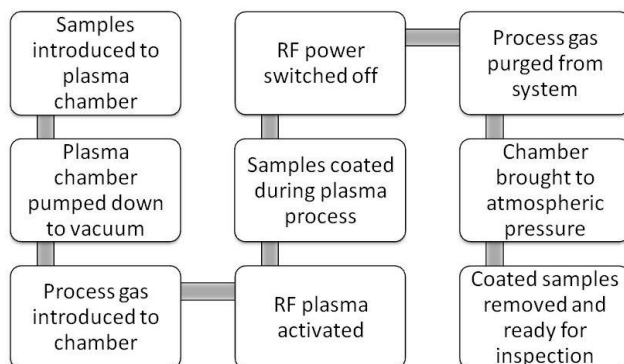 Samples
introduced to
plasma
chamber
Plasma
chamber
pumped down
to vacuum
Process gas
introduced to
chamber
RF plasma
activated
Samples coated
during plasma
process
RF power
switched off
Process gas
purged from
system
Chamber
brought to
atmospheric
pressure
Coated samples
removed and
ready for
inspection